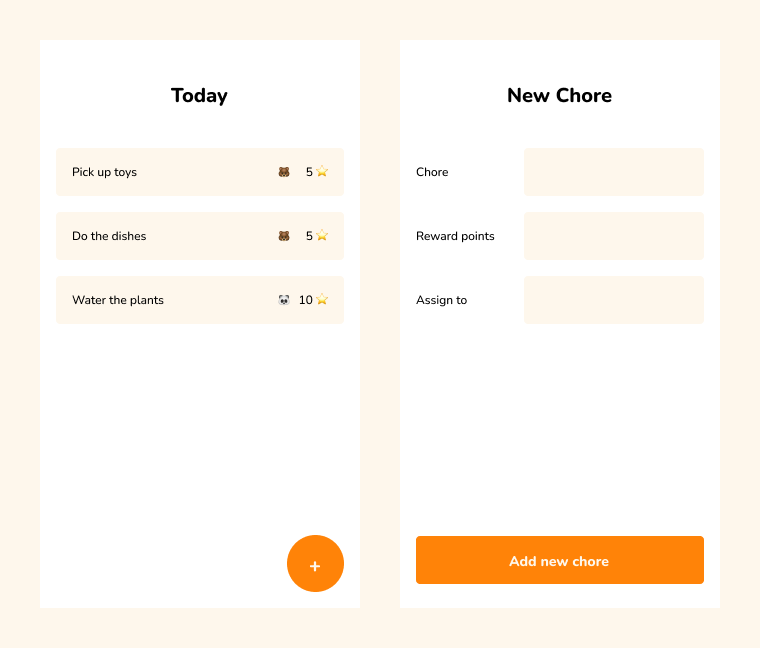 Today
Pick up toys 🐻 5 ⭐
Do the dishes 🐻 5 ⭐
Water the plants 🐼 10 ⭐
+
New Chore
Chore
Reward points
Assign to
Add new chore